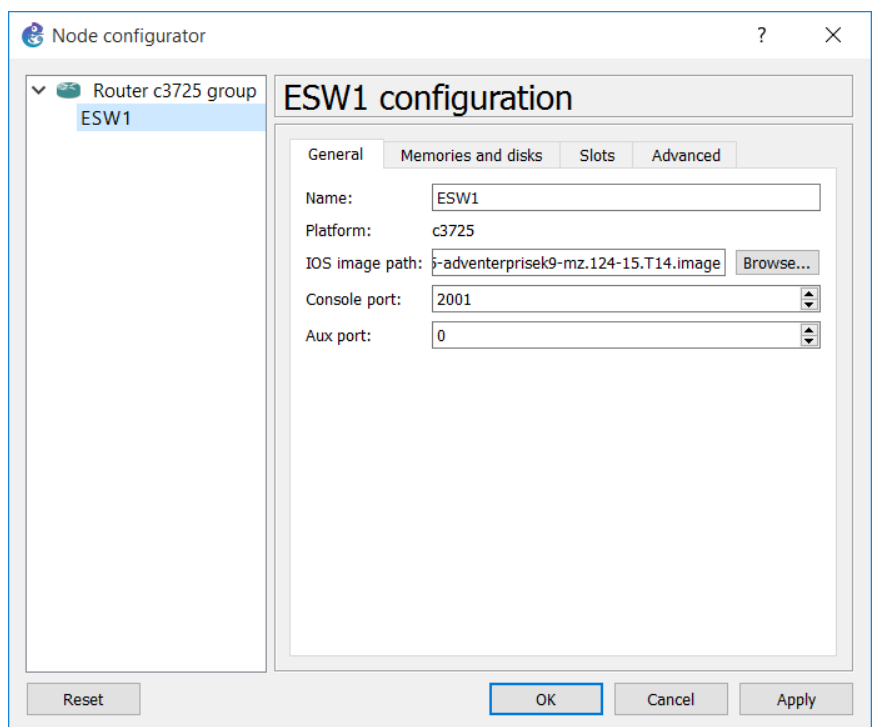 Node configurator
?
Router c3725 group
ESW1
ESW1 configuration
General Memories and disks Slots Advanced
Name: ESW1
Platform: c3725
IOS image path: -adventerprisek9-mz.124-15.T14.image Browse...
Console port: 2001
Aux port: 0
Reset OK Cancel Apply